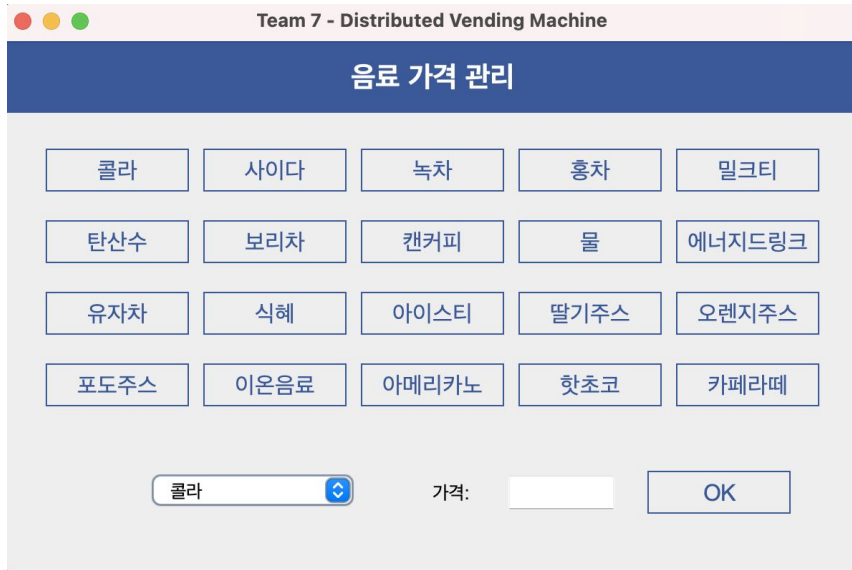 Team 7 - Distributed Vending Machine
음료 가격 관리
콜라 사이다 녹차 홍차 밀크티
탄산수 보리차 캔커피 물 에너지드링크
유자차 식혜 아이스티 딸기주스 오렌지주스
포도주스 이온음료 아메리카노 핫초코 카페라떼
콜라 가격: OK